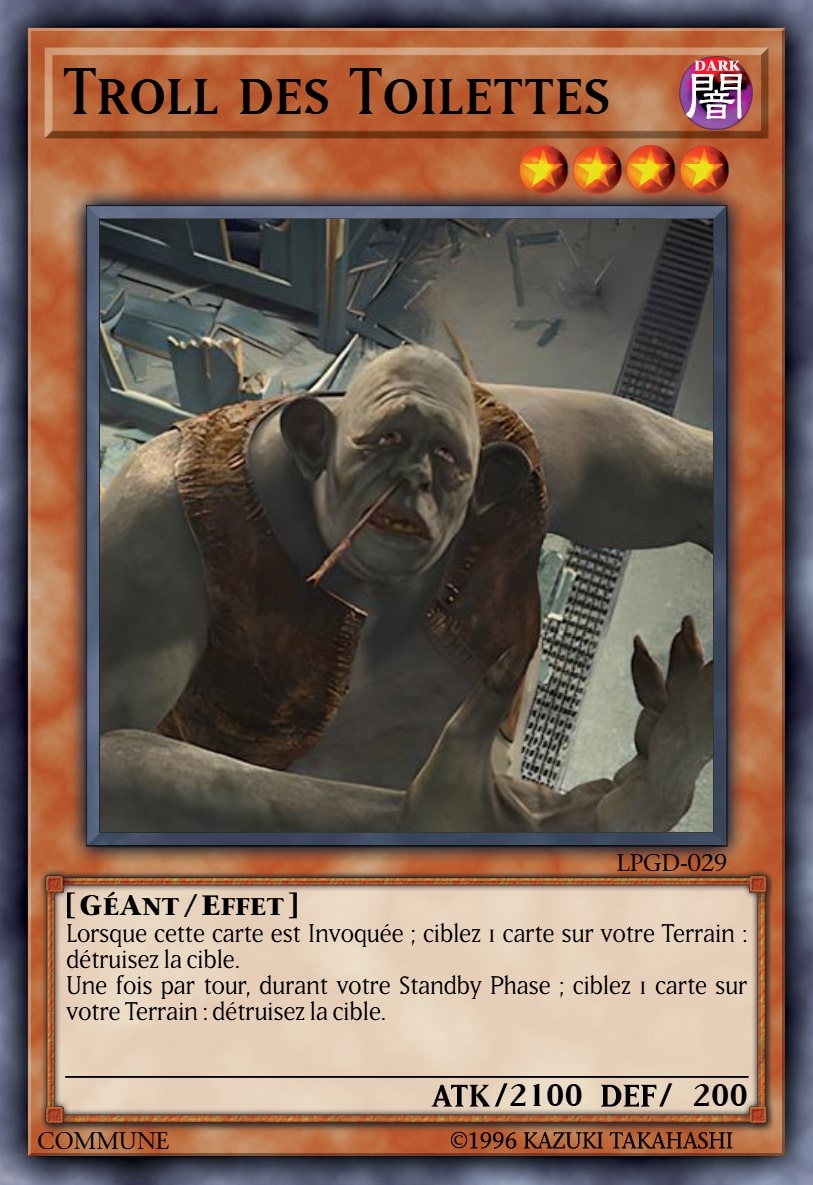 Troll des Toilettes
DARK
闇
LPGD-029
[GÉANT/EFFET]
Lorsque cette carte est Invoquée ; ciblez 1 carte sur votre Terrain :
détruisez la cible.
Une fois par tour, durant votre Standby Phase ; ciblez 1 carte sur
votre Terrain : détruisez la cible.
ATK/2100 DEF/ 200
COMMUNE ©1996 KAZUKI TAKAHASHI